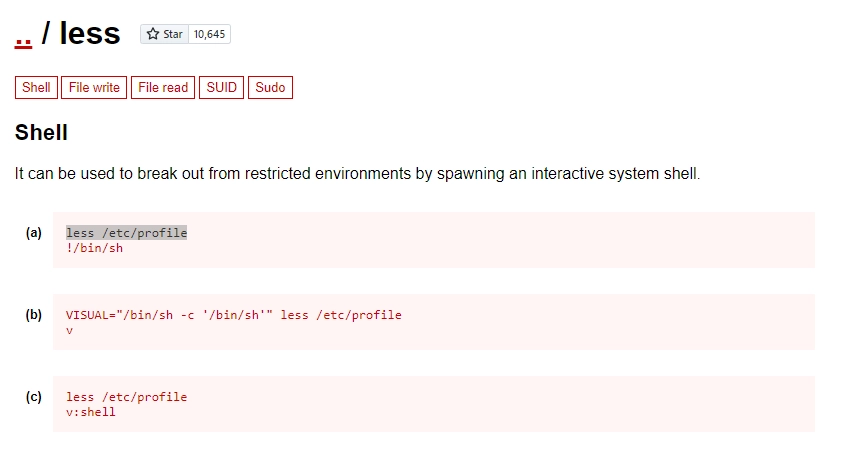 .. / less Star 10,645
Shell File write File read SUID Sudo
Shell
It can be used to break out from restricted environments by spawning an interactive system shell.
(a) less /etc/profile
!/bin/sh
(b) VISUAL="/bin/sh -c '/bin/sh'" less /etc/profile
v
(c) less /etc/profile
v:shell